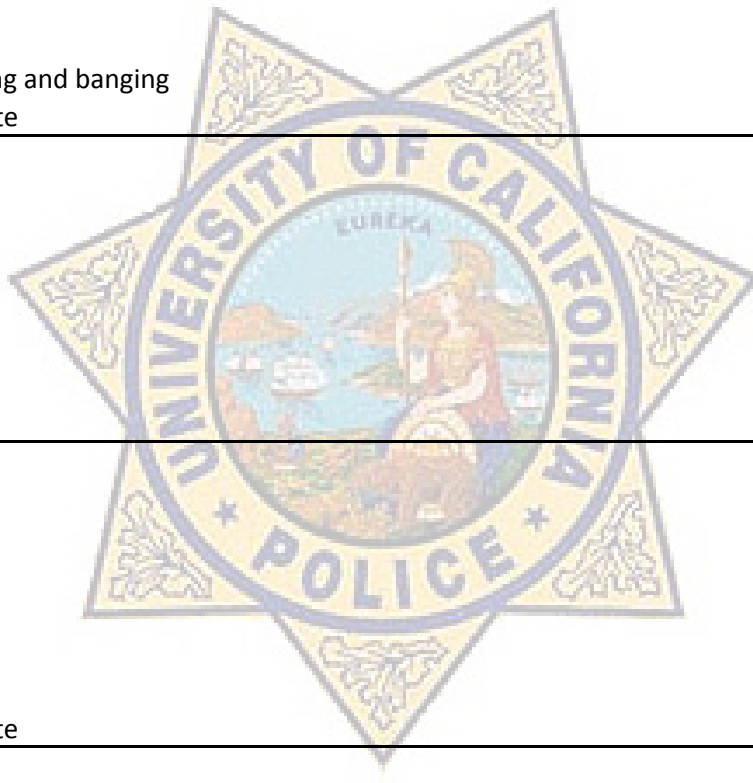 ng and banging
te
UNIVERSITY OF CALIFORNIA
EUREKA
★ POLICE ★
te